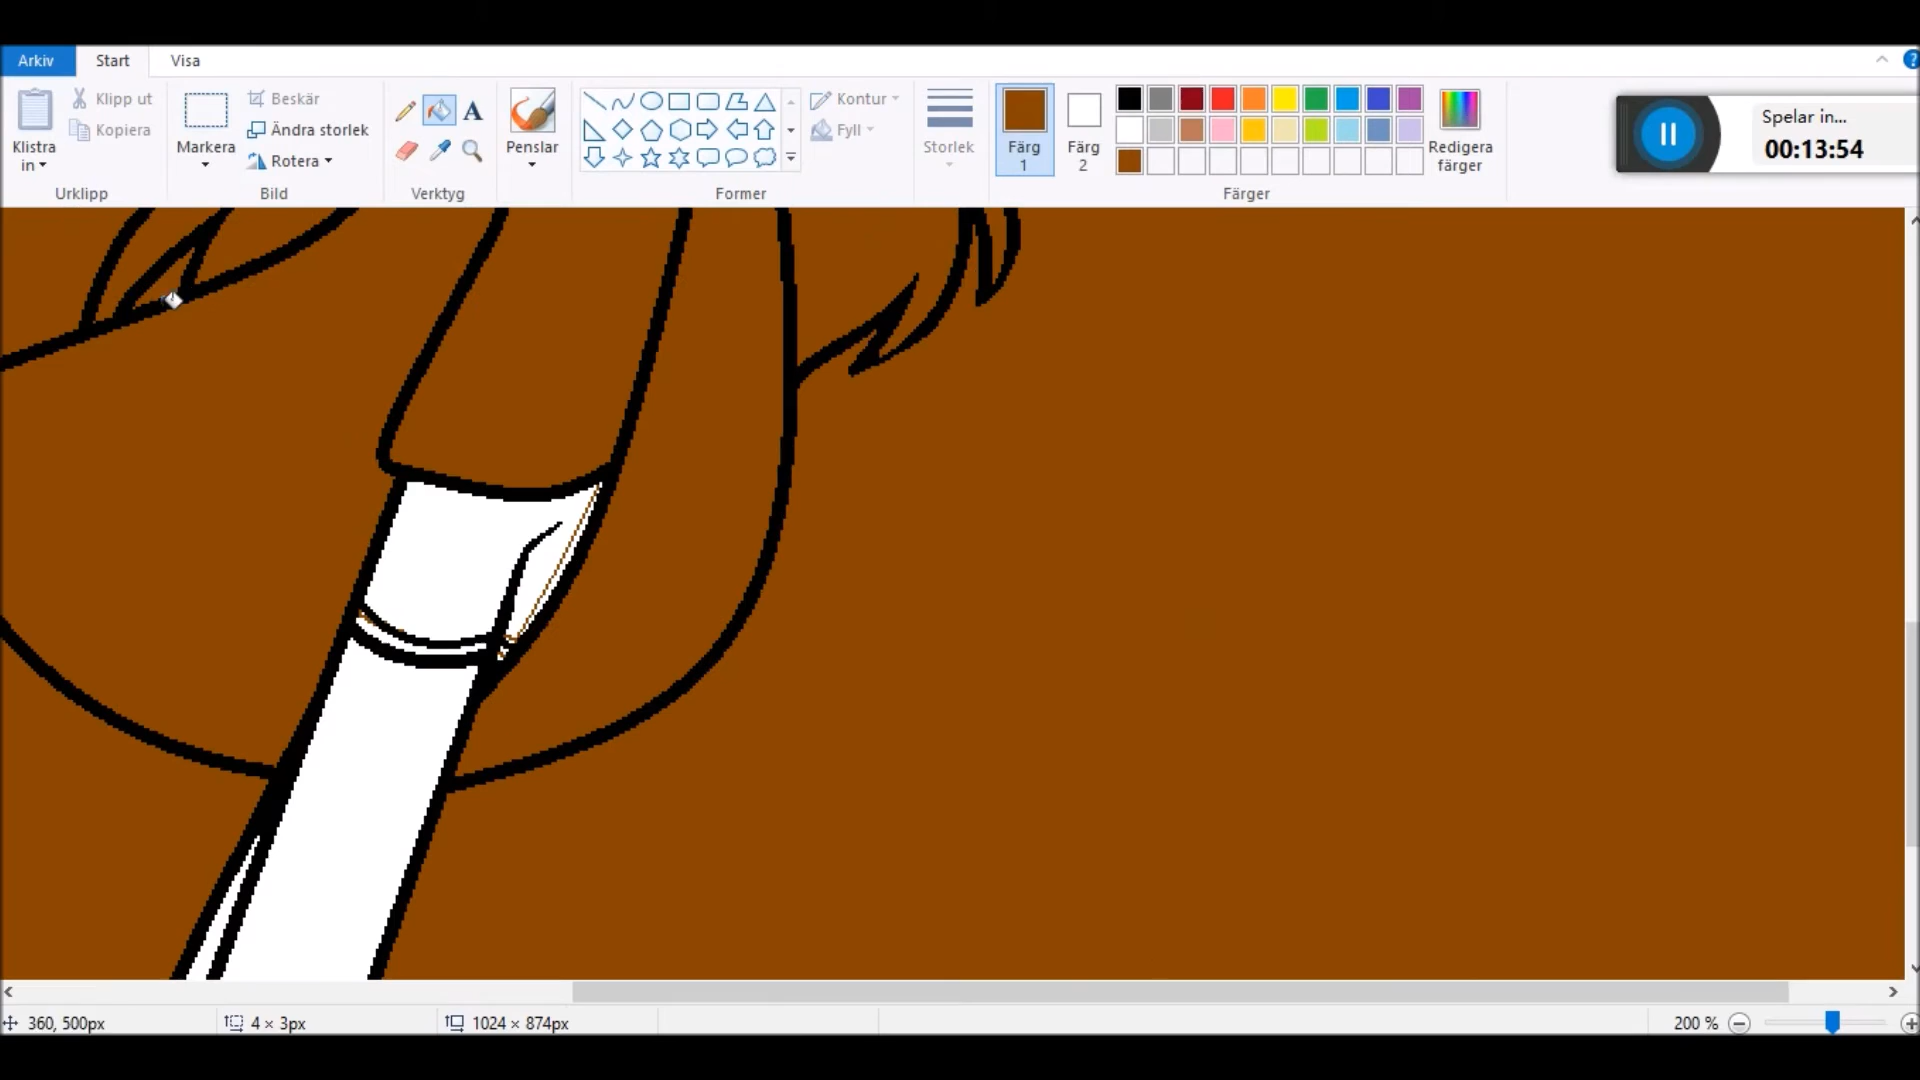 Arkiv Start Visa
Klistra in
Klipp ut
Kopiera
Urklipp
Markera
Beskär
Ändra storlek
Rotera
Bild
A
Verktyg
Penslar
Former
Kontur
Fyll
Storlek
Färg 1
Färg 2
Färger
Redigera färger
?
Spelar in...
00:13:54
360, 500px
4 × 3px
1024 × 874px
200 %